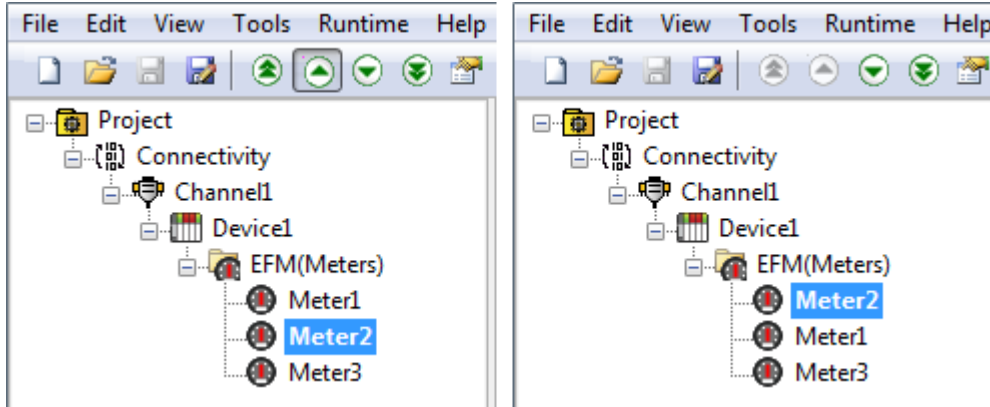 File Edit View Tools Runtime Help
Project
Connectivity
Channel1
Device1
EFM(Meters)
Meter1
Meter2
Meter3
File Edit View Tools Runtime Help
Project
Connectivity
Channel1
Device1
EFM(Meters)
Meter2
Meter1
Meter3